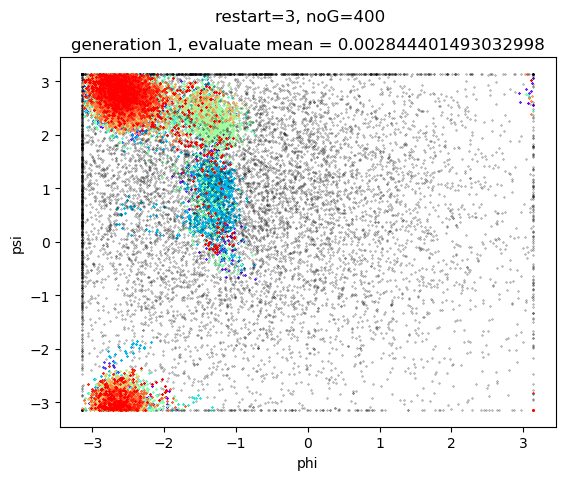 restart=3, noG=400
generation 1, evaluate mean = 0.002844401493032998
3
2
1
0
−1
−2
−3
psi
−3 −2 −1 0 1 2 3
phi